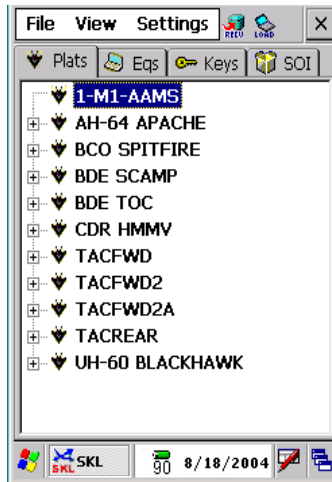 File View Settings RECV LOAD X
Plats Eqs Keys SOI
1-M1-AAMS
AH-64 APACHE
BCO SPITFIRE
BDE SCAMP
BDE TOC
CDR HMMV
TACFWD
TACFWD2
TACFWD2A
TACREAR
UH-60 BLACKHAWK
SKL SKL 90 8/18/2004